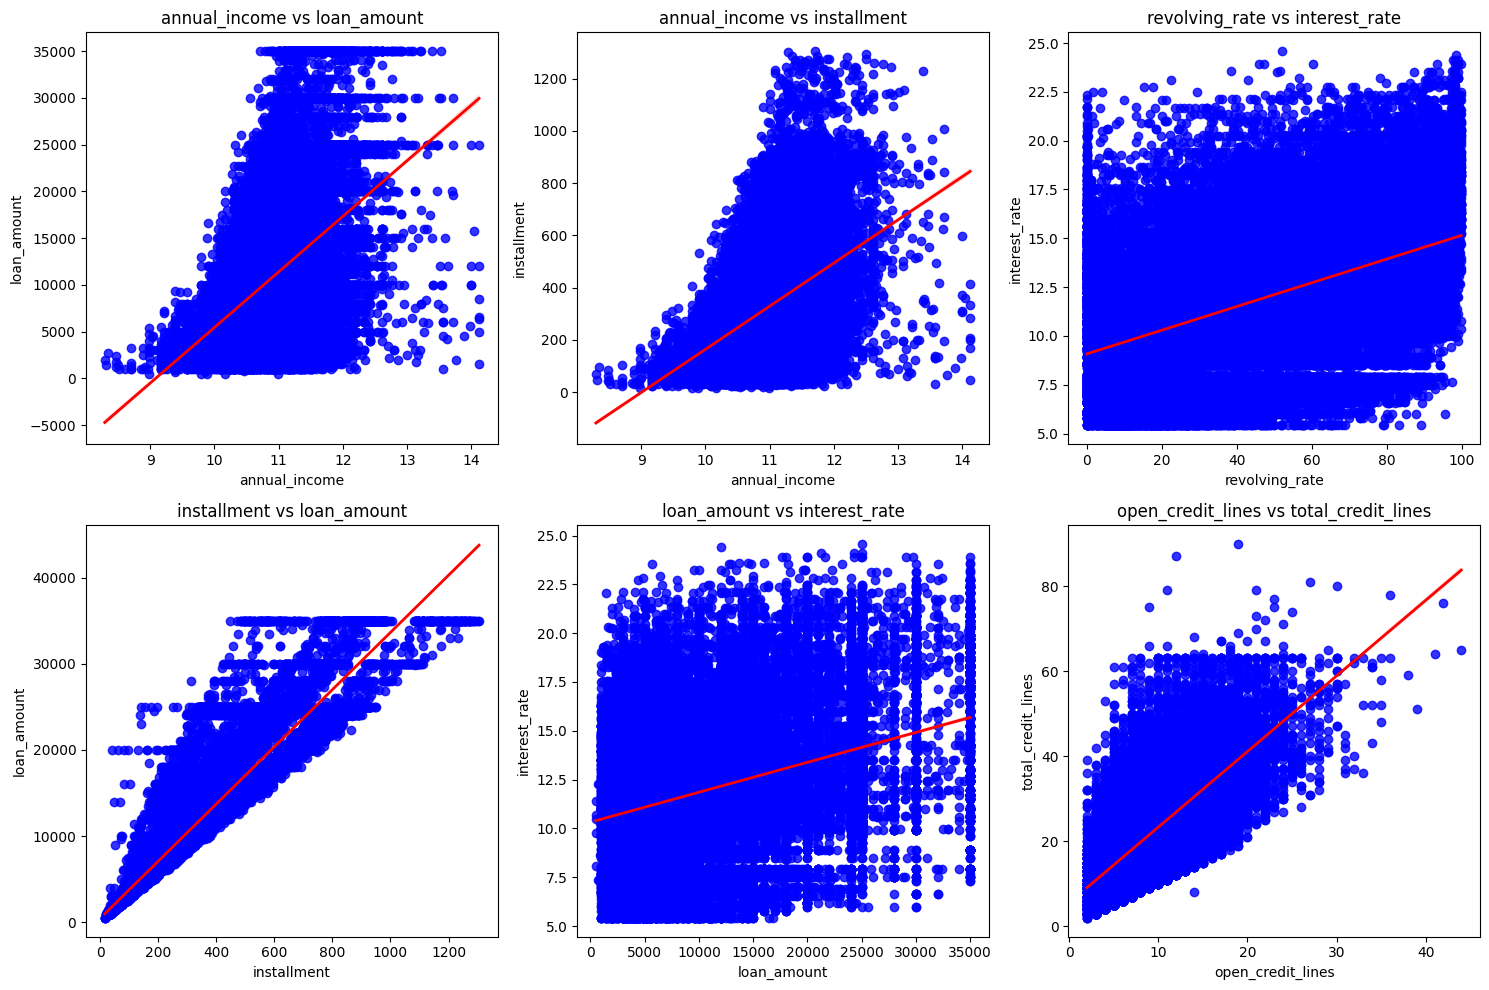 annual_income vs loan_amount
35000
30000
25000
20000
15000
10000
5000
0
−5000
loan_amount
9 10 11 12 13 14
annual_income
annual_income vs installment
1200
1000
800
600
400
200
0
installment
9 10 11 12 13 14
annual_income
revolving_rate vs interest_rate
25.0
22.5
20.0
17.5
15.0
12.5
10.0
7.5
5.0
interest_rate
0 20 40 60 80 100
revolving_rate
installment vs loan_amount
40000
30000
20000
10000
0
loan_amount
0 200 400 600 800 1000 1200
installment
loan_amount vs interest_rate
25.0
22.5
20.0
17.5
15.0
12.5
10.0
7.5
5.0
interest_rate
0 5000 10000 15000 20000 25000 30000 35000
loan_amount
open_credit_lines vs total_credit_lines
80
60
40
20
0
total_credit_lines
0 10 20 30 40
open_credit_lines